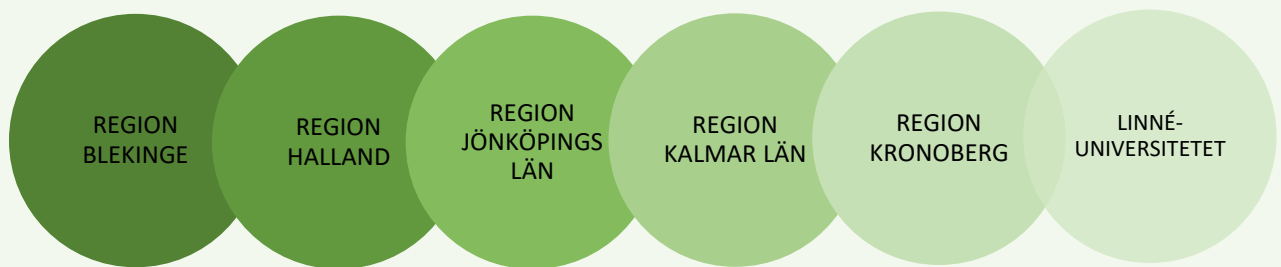 REGION
BLEKINGE
REGION
HALLAND
REGION
JÖNKÖPINGS
LÄN
REGION
KALMAR LÄN
REGION
KRONOBERG
LINNÉ-
UNIVERSITETET